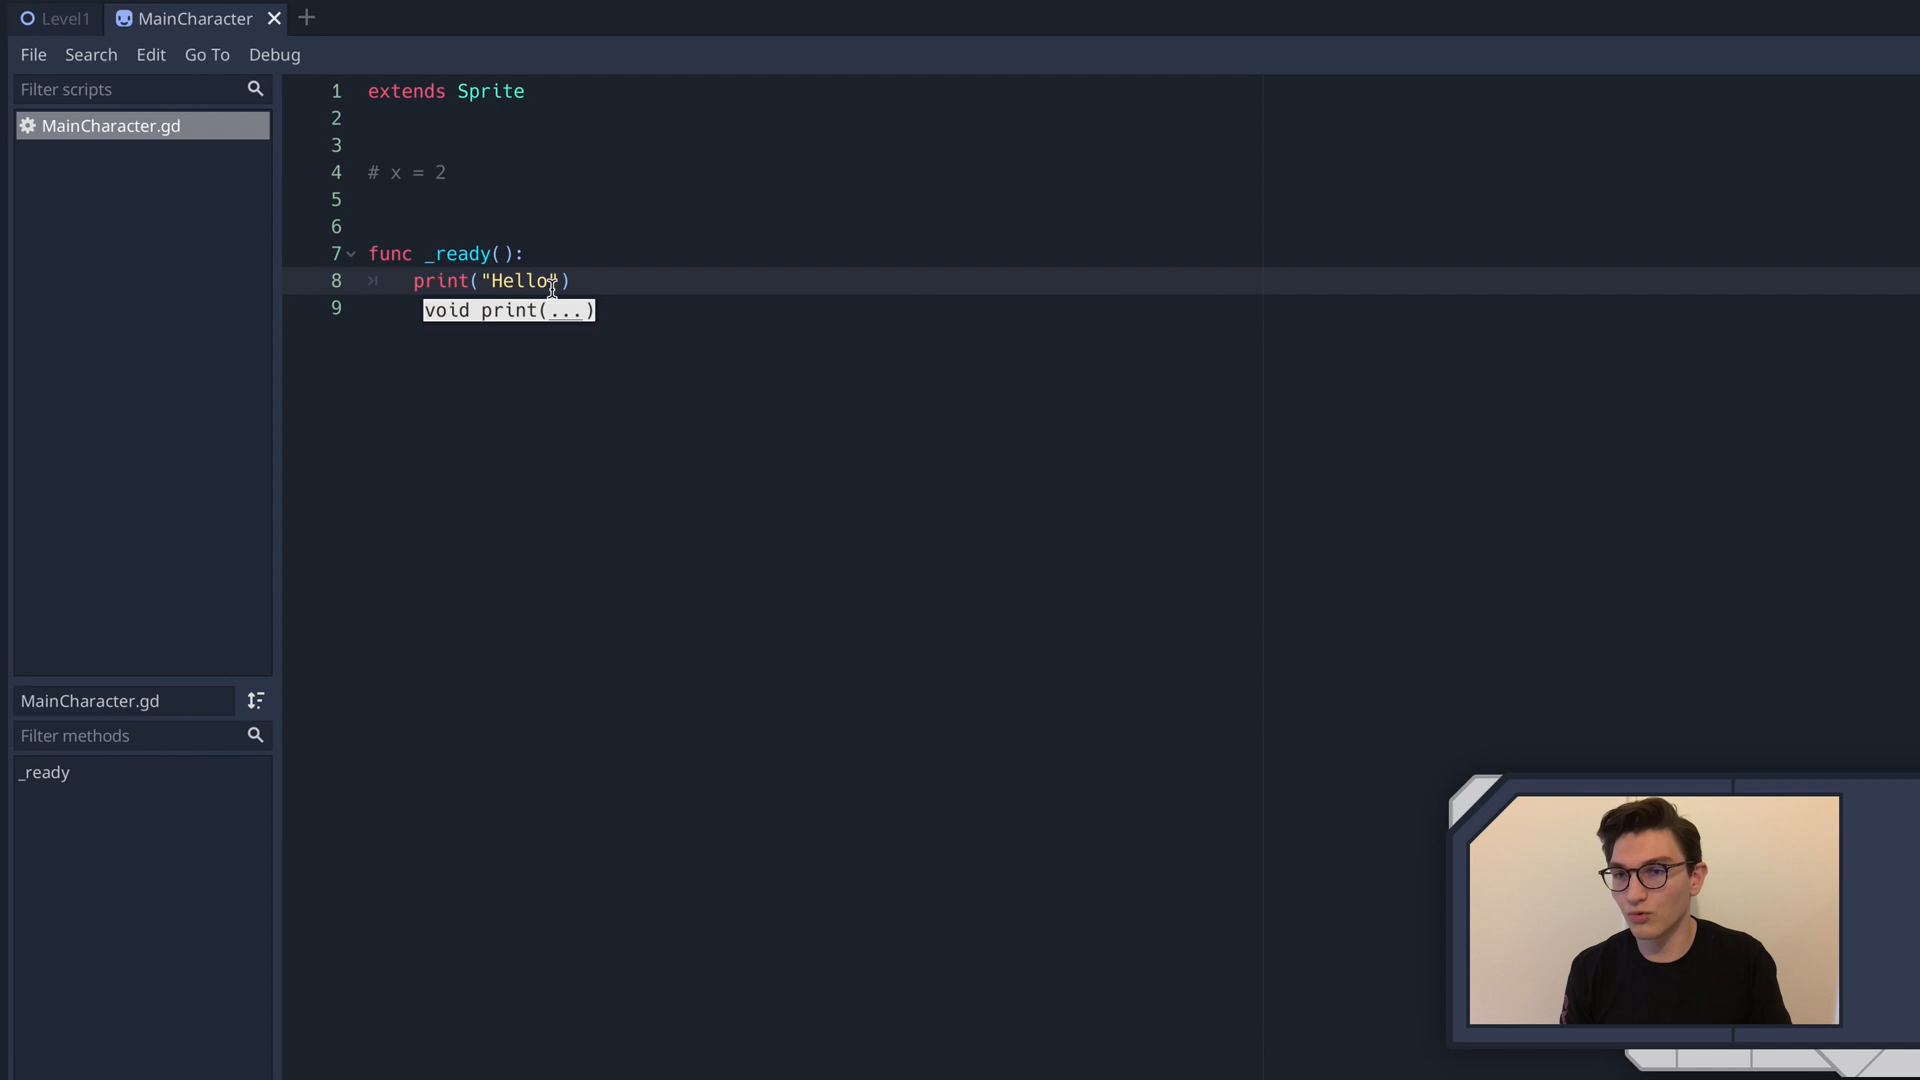 Level1 MainCharacter
File Search Edit Go To Debug
Filter scripts
MainCharacter.gd
MainCharacter.gd
Filter methods
_ready
1 extends Sprite
2
3
4 # x = 2
5
6
7 func _ready():
8 print("Hello")
9
void print(...)